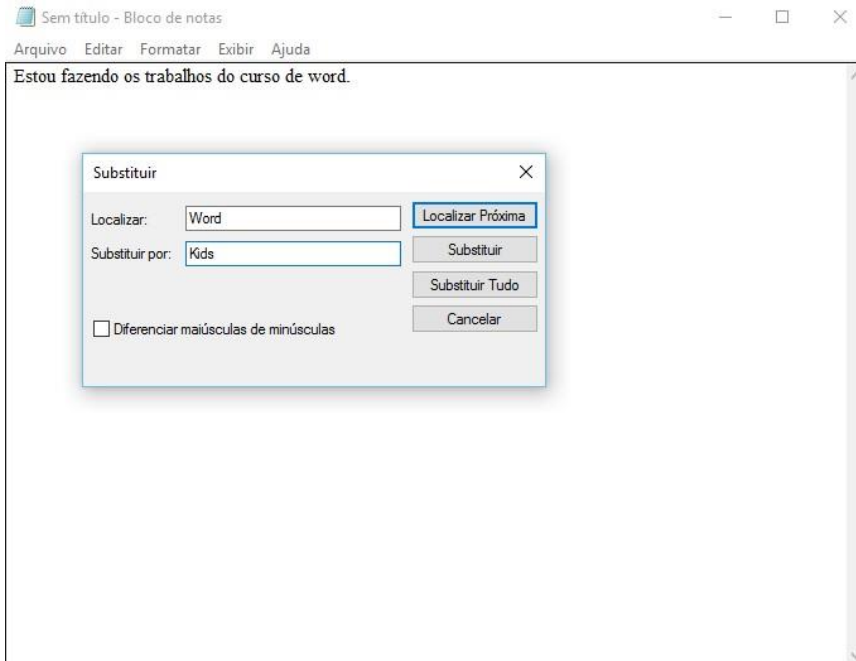 Sem título - Bloco de notas
Arquivo Editar Formatar Exibir Ajuda
Estou fazendo os trabalhos do curso de word.
Substituir
Localizar: Word Localizar Próxima
Substituir por: Kids Substituir
Substituir Tudo
Diferenciar maiúsculas de minúsculas Cancelar